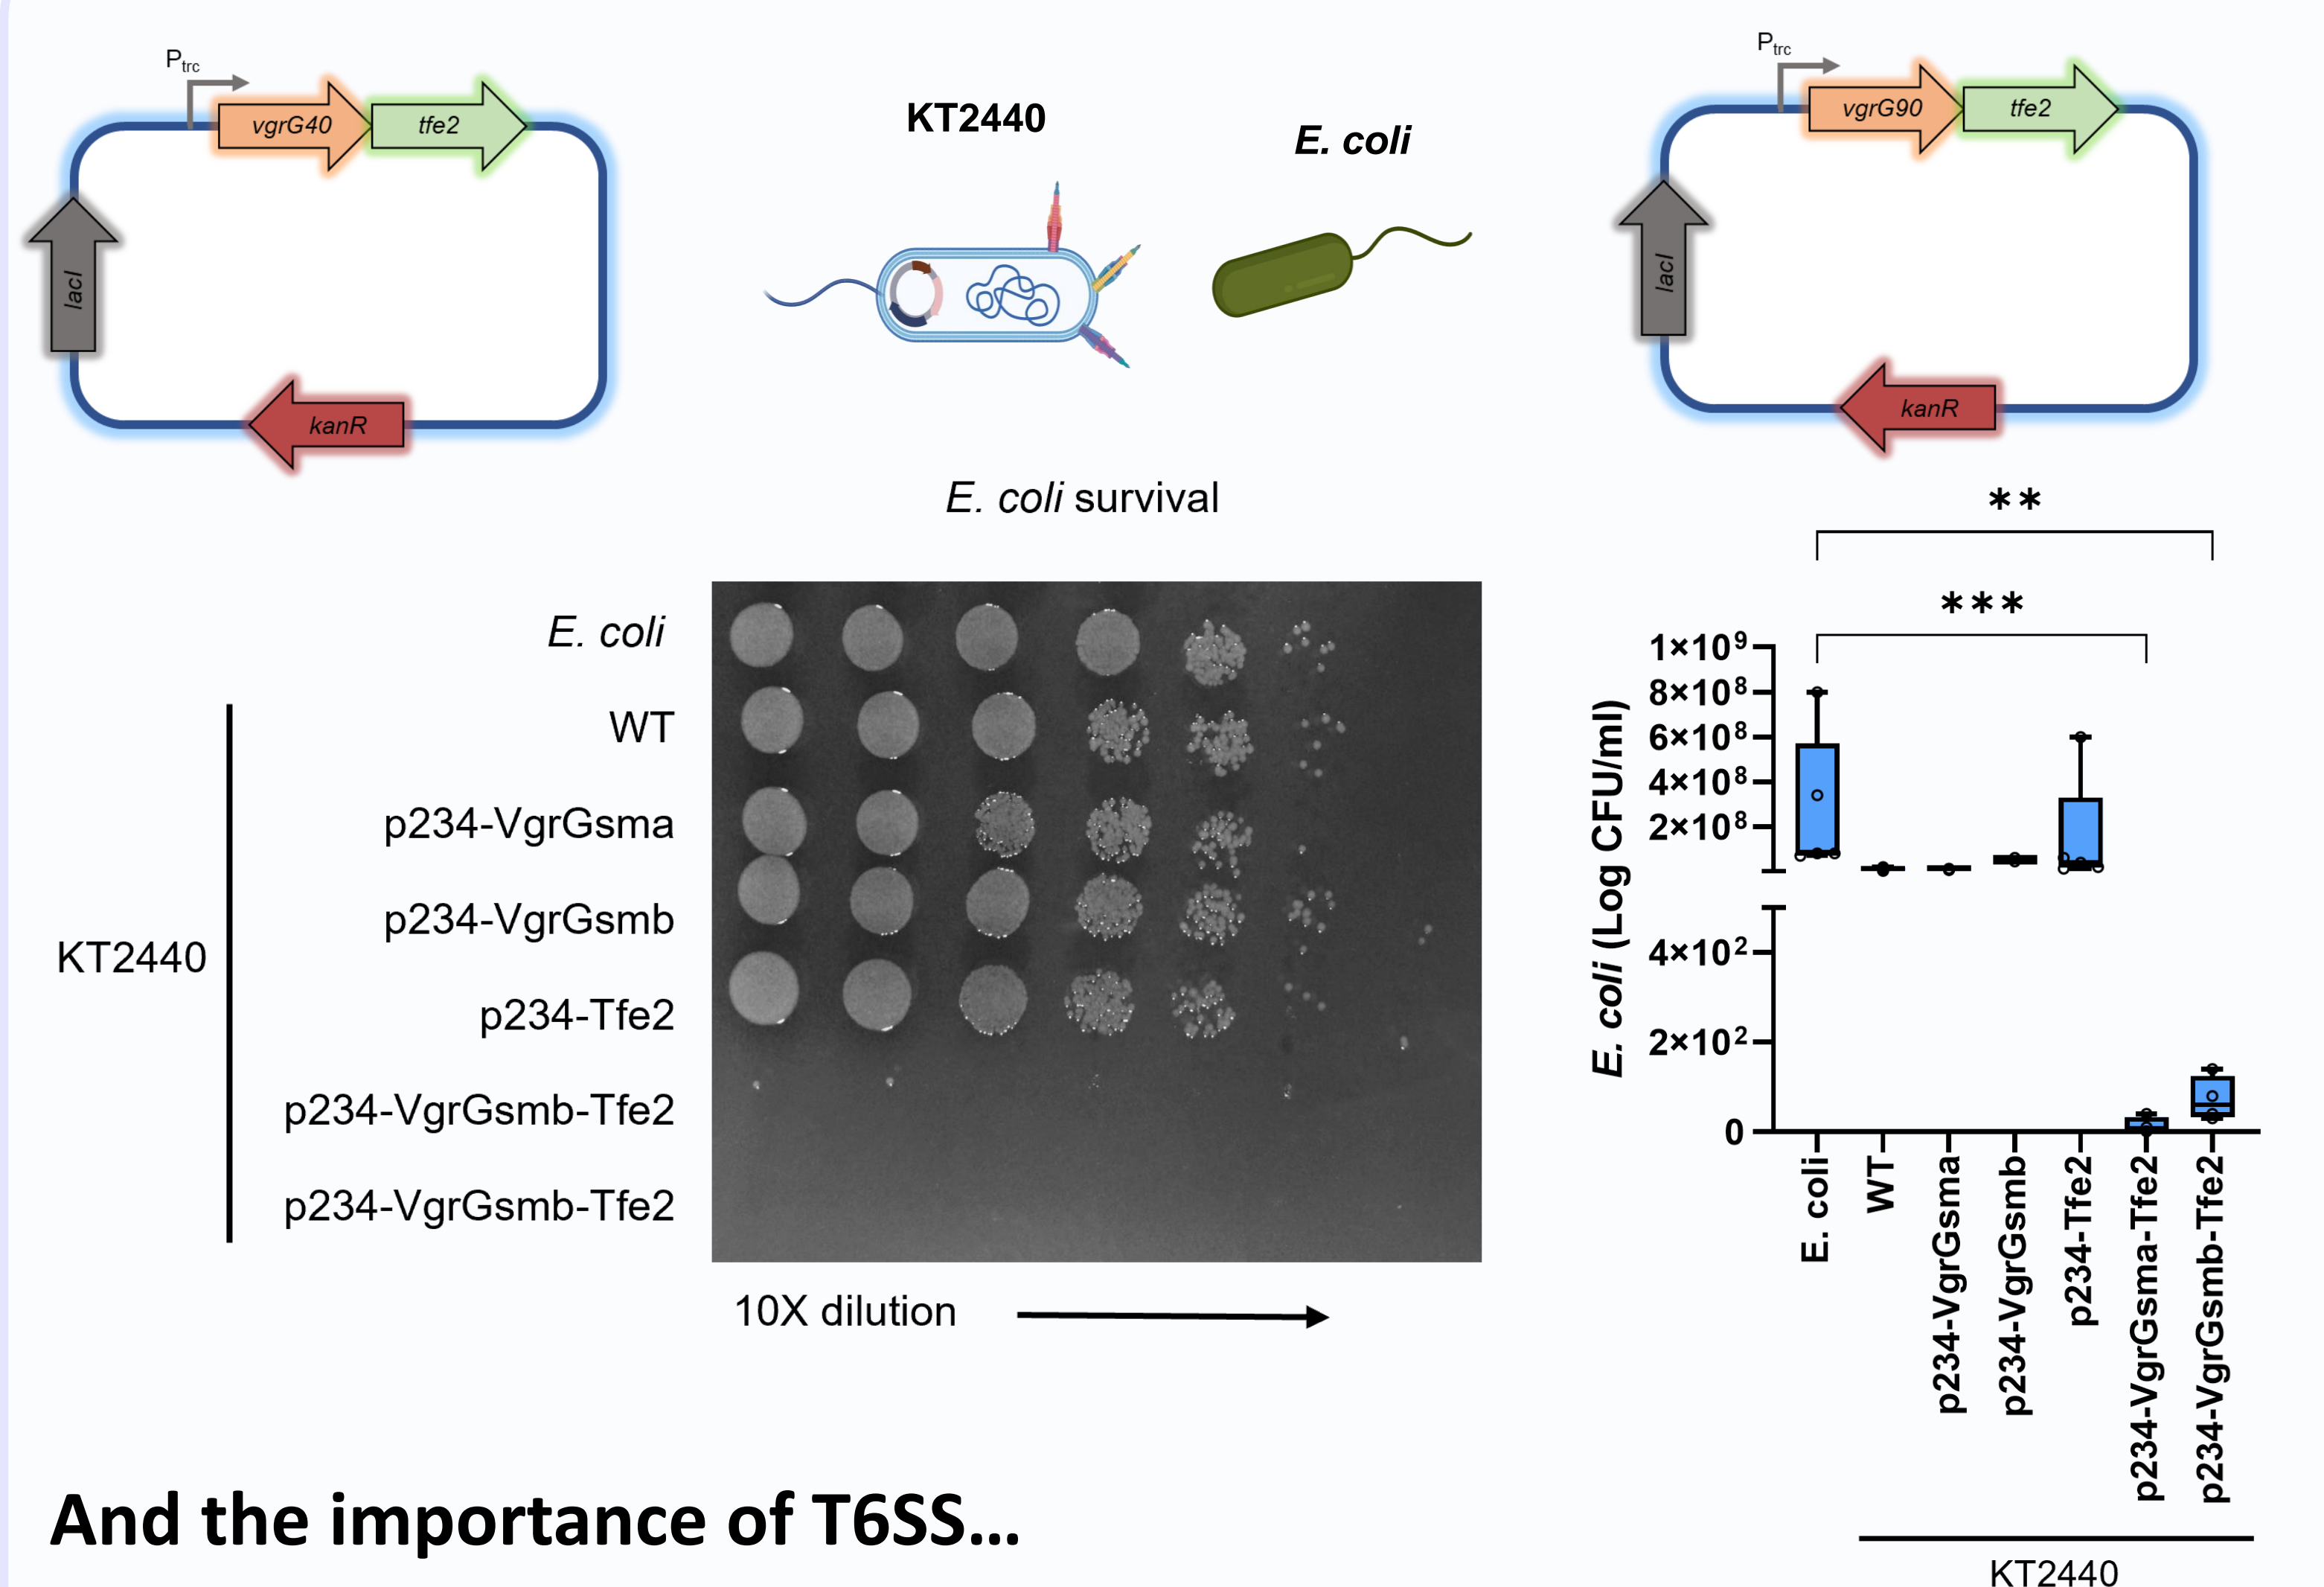 Ptrc
vgrG40
tfe2
lacI
kanR
KT2440
E. coli
Ptrc
vgrG90
tfe2
lacI
kanR
E. coli survival
E. coli
WT
p234-VgrGsma
p234-VgrGsmb
p234-Tfe2
p234-VgrGsmb-Tfe2
p234-VgrGsmb-Tfe2
KT2440
10X dilution
**
***
E. coli (Log CFU/ml)
1×10⁹
8×10⁸
6×10⁸
4×10⁸
2×10⁸
4×10²
2×10²
0
E. coli
WT
p234-VgrGsma
p234-VgrGsmb
p234-Tfe2
p234-VgrGsma-Tfe2
p234-VgrGsmb-Tfe2
KT2440
And the importance of T6SS...